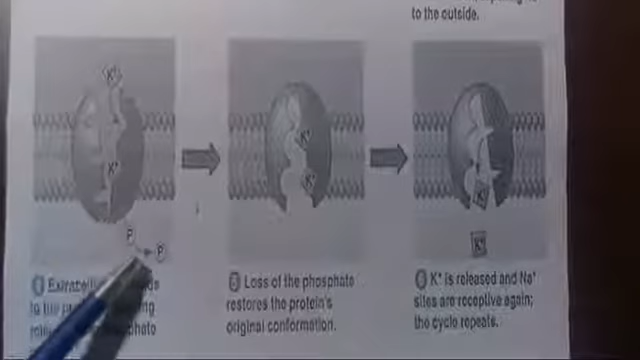 to the outside.
K⁺
K⁺
P
P
K⁺
K⁺
K⁺
K⁺
Extracell
to the
Loss of the phosphate
restores the protein's
original conformation.
K⁺ is released and Na⁺
sites are receptive again;
the cycle repeats.